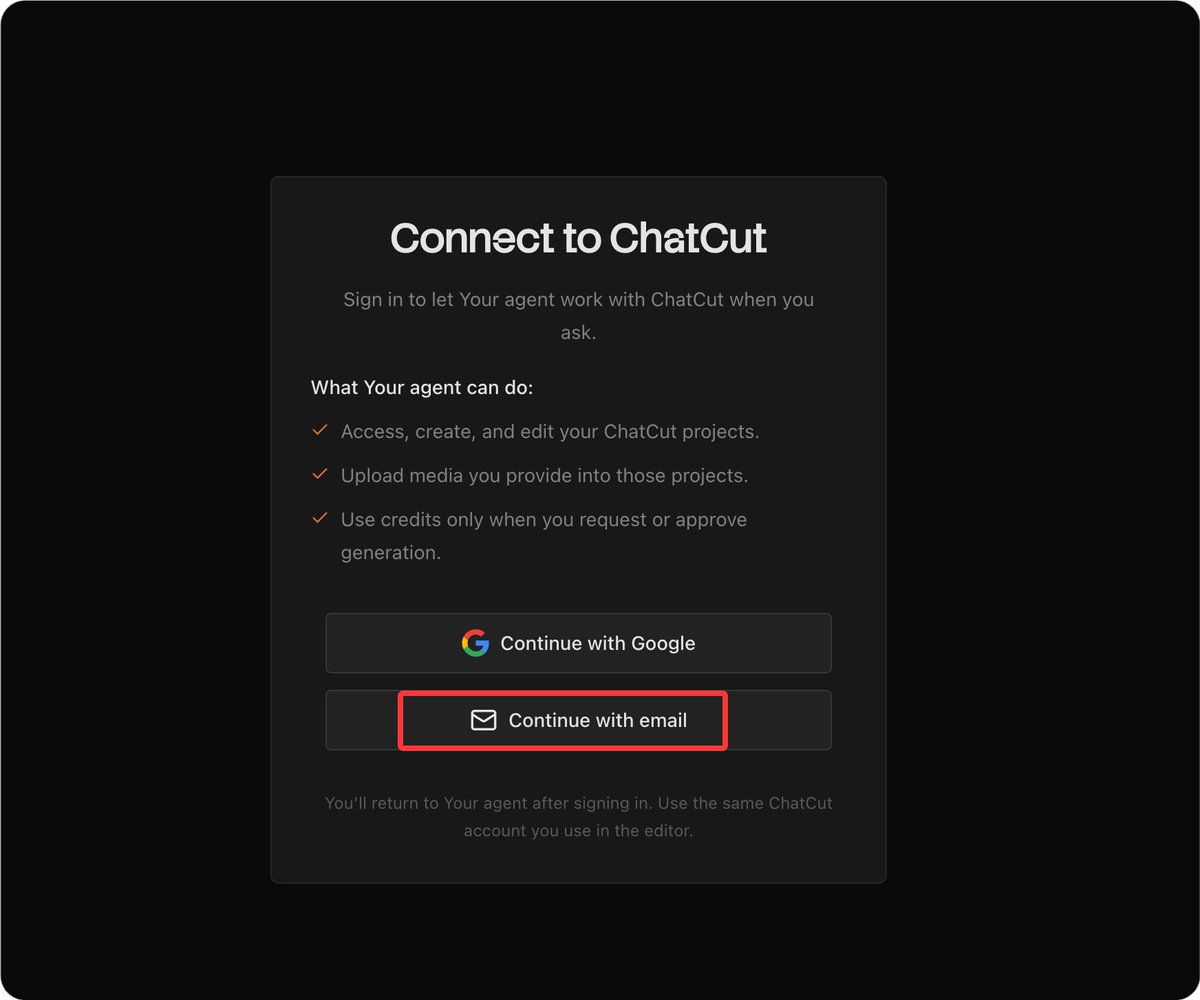 Connect to ChatCut
Sign in to let Your agent work with ChatCut when you
ask.
What Your agent can do:
Access, create, and edit your ChatCut projects.
Upload media you provide into those projects.
Use credits only when you request or approve
generation.
Continue with Google
Continue with email
You’ll return to Your agent after signing in. Use the same ChatCut
account you use in the editor.